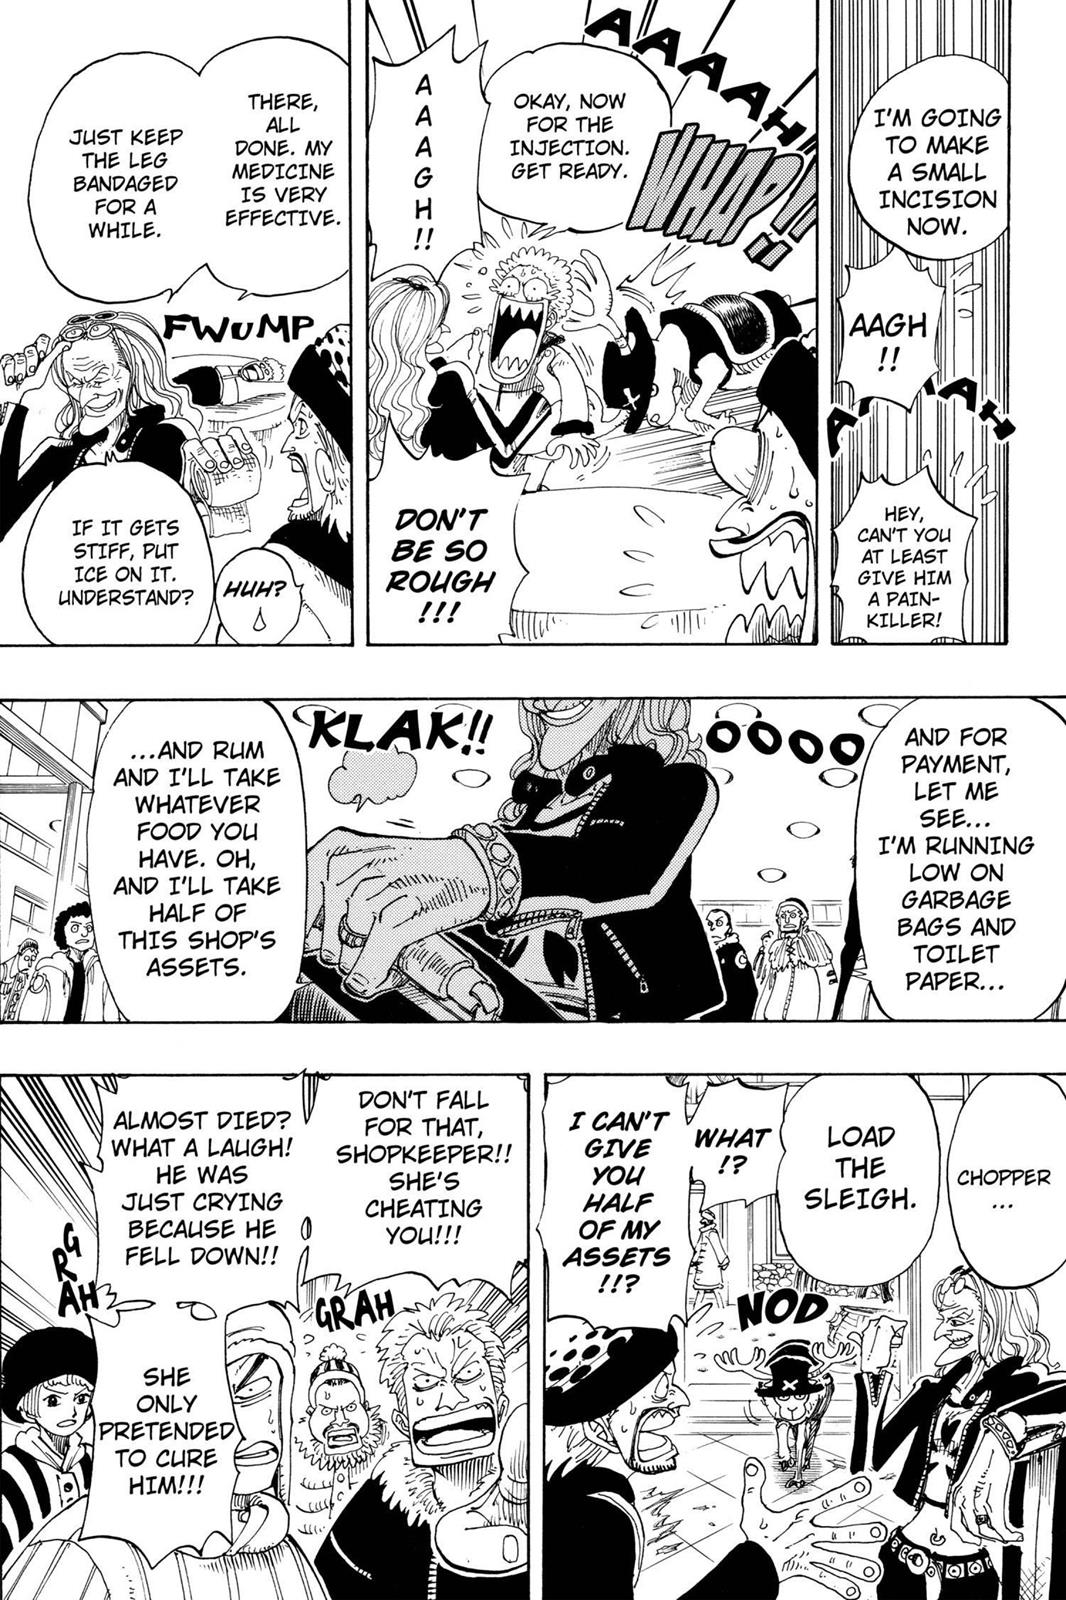 I'M GOING
TO MAKE
A SMALL
INCISION
NOW.
AAGH
!!
AAAAAH
HEY,
CAN'T YOU
AT LEAST
GIVE HIM
A PAIN-
KILLER!
AAAAAH!!
OKAY, NOW
FOR THE
INJECTION.
GET READY.
WHAP!!
AAAGH!!
DON'T
BE SO
ROUGH
!!!
THERE,
ALL
DONE. MY
MEDICINE
IS VERY
EFFECTIVE.
JUST KEEP
THE LEG
BANDAGED
FOR A
WHILE.
FWUMP
IF IT GETS
STIFF, PUT
ICE ON IT.
UNDERSTAND?
HUH?
AND FOR
PAYMENT,
LET ME
SEE...
I'M RUNNING
LOW ON
GARBAGE
BAGS AND
TOILET
PAPER...
OOOO
KLAK!!
...AND RUM
AND I'LL TAKE
WHATEVER
FOOD YOU
HAVE. OH,
AND I'LL TAKE
HALF OF
THIS SHOP'S
ASSETS.
CHOPPER
...
LOAD
THE
SLEIGH.
WHAT
!?
NOD
I CAN'T
GIVE
YOU
HALF
OF MY
ASSETS
!!?
DON'T FALL
FOR THAT,
SHOPKEEPER!!
SHE'S
CHEATING
YOU!!!
GRAH
ALMOST DIED?
WHAT A LAUGH!
HE WAS
JUST CRYING
BECAUSE HE
FELL DOWN!!
GRAH
SHE
ONLY
PRETENDED
TO CURE
HIM!!!